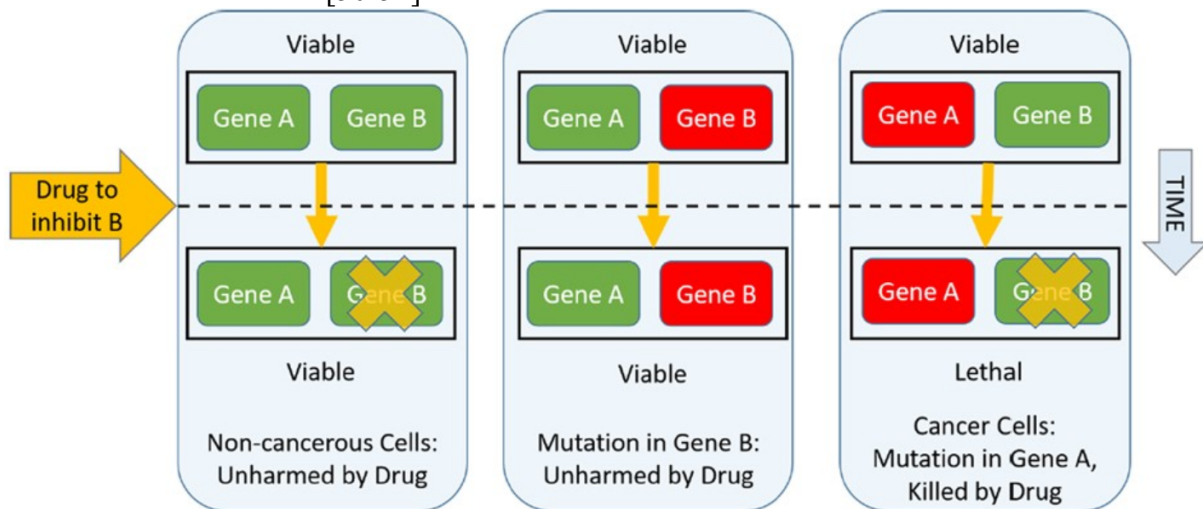 Viable
Viable
Viable
Gene A Gene B
Gene A Gene B
Gene A Gene B
Drug to
inhibit B
TIME
Gene A Gene B
Gene A Gene B
Gene A Gene B
Viable
Viable
Lethal
Non-cancerous Cells:
Unharmed by Drug
Mutation in Gene B:
Unharmed by Drug
Cancer Cells:
Mutation in Gene A,
Killed by Drug